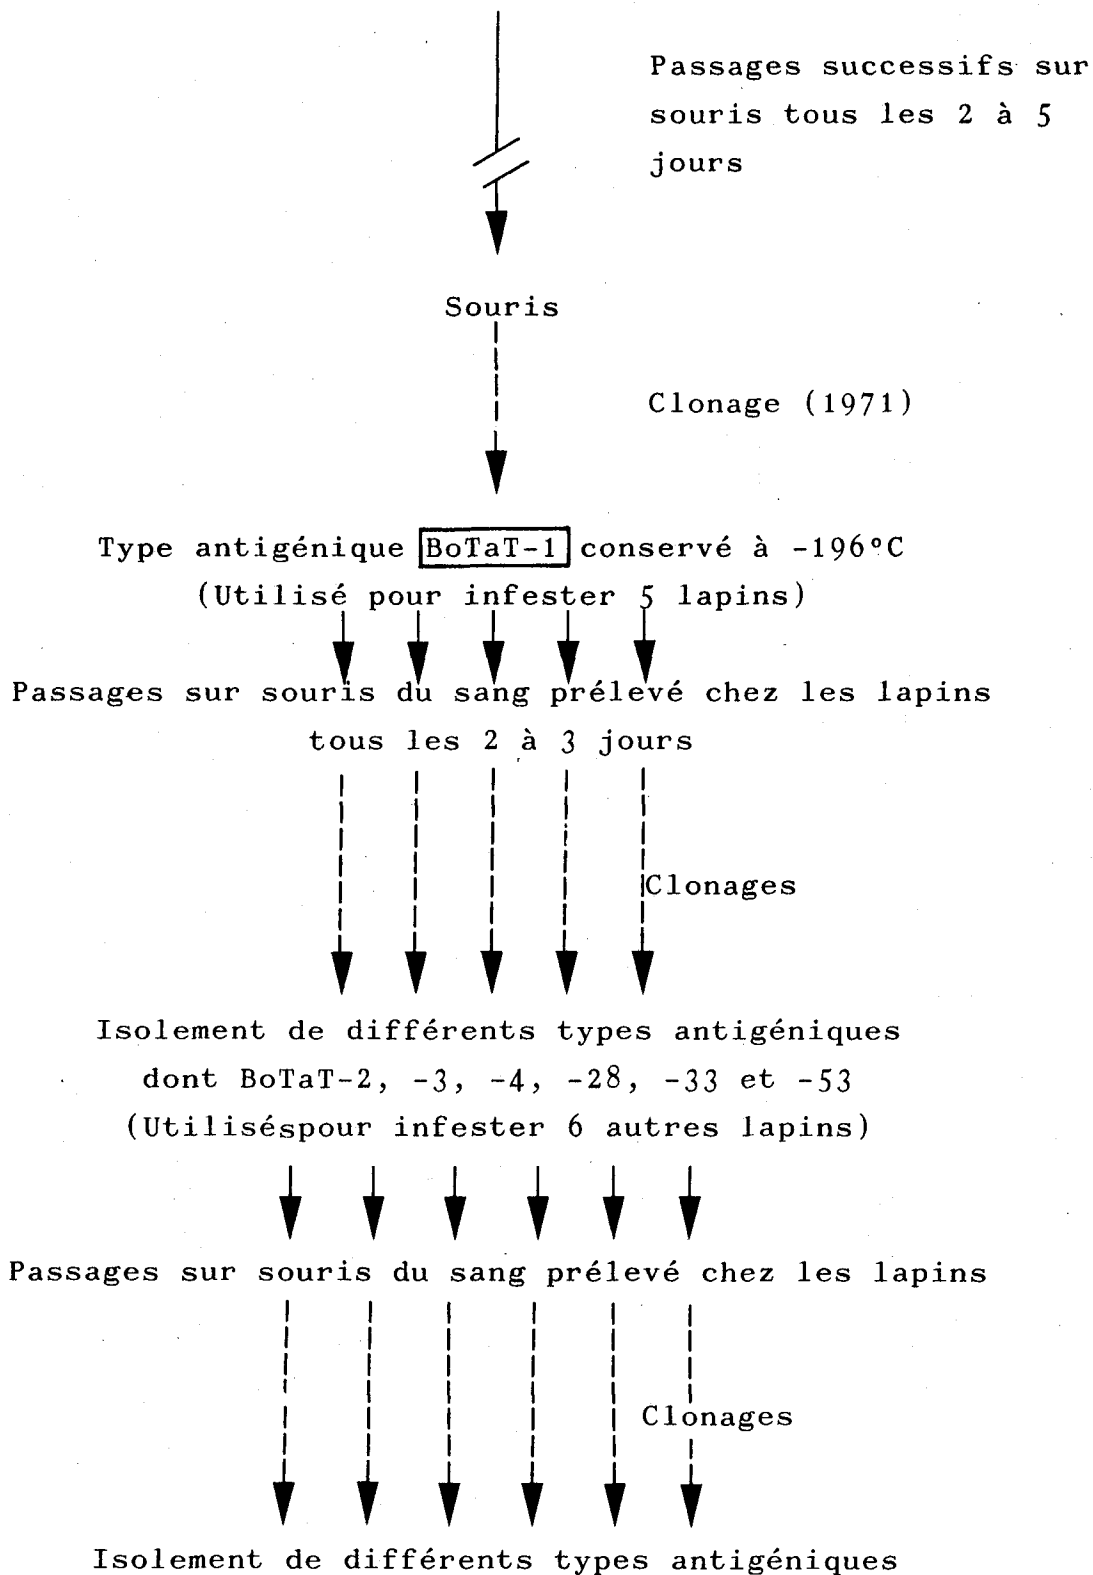 Passages successifs sur
souris tous les 2 à 5
jours
Souris
Clonage (1971)
Type antigénique BoTaT-1 conservé à -196°C
(Utilisé pour infester 5 lapins)
Passages sur souris du sang prélevé chez les lapins
tous les 2 à 3 jours
Clonages
Isolement de différents types antigéniques
dont BoTaT-2, -3, -4, -28, -33 et -53
(Utiliséspour infester 6 autres lapins)
Passages sur souris du sang prélevé chez les lapins
Clonages
Isolement de différents types antigéniques